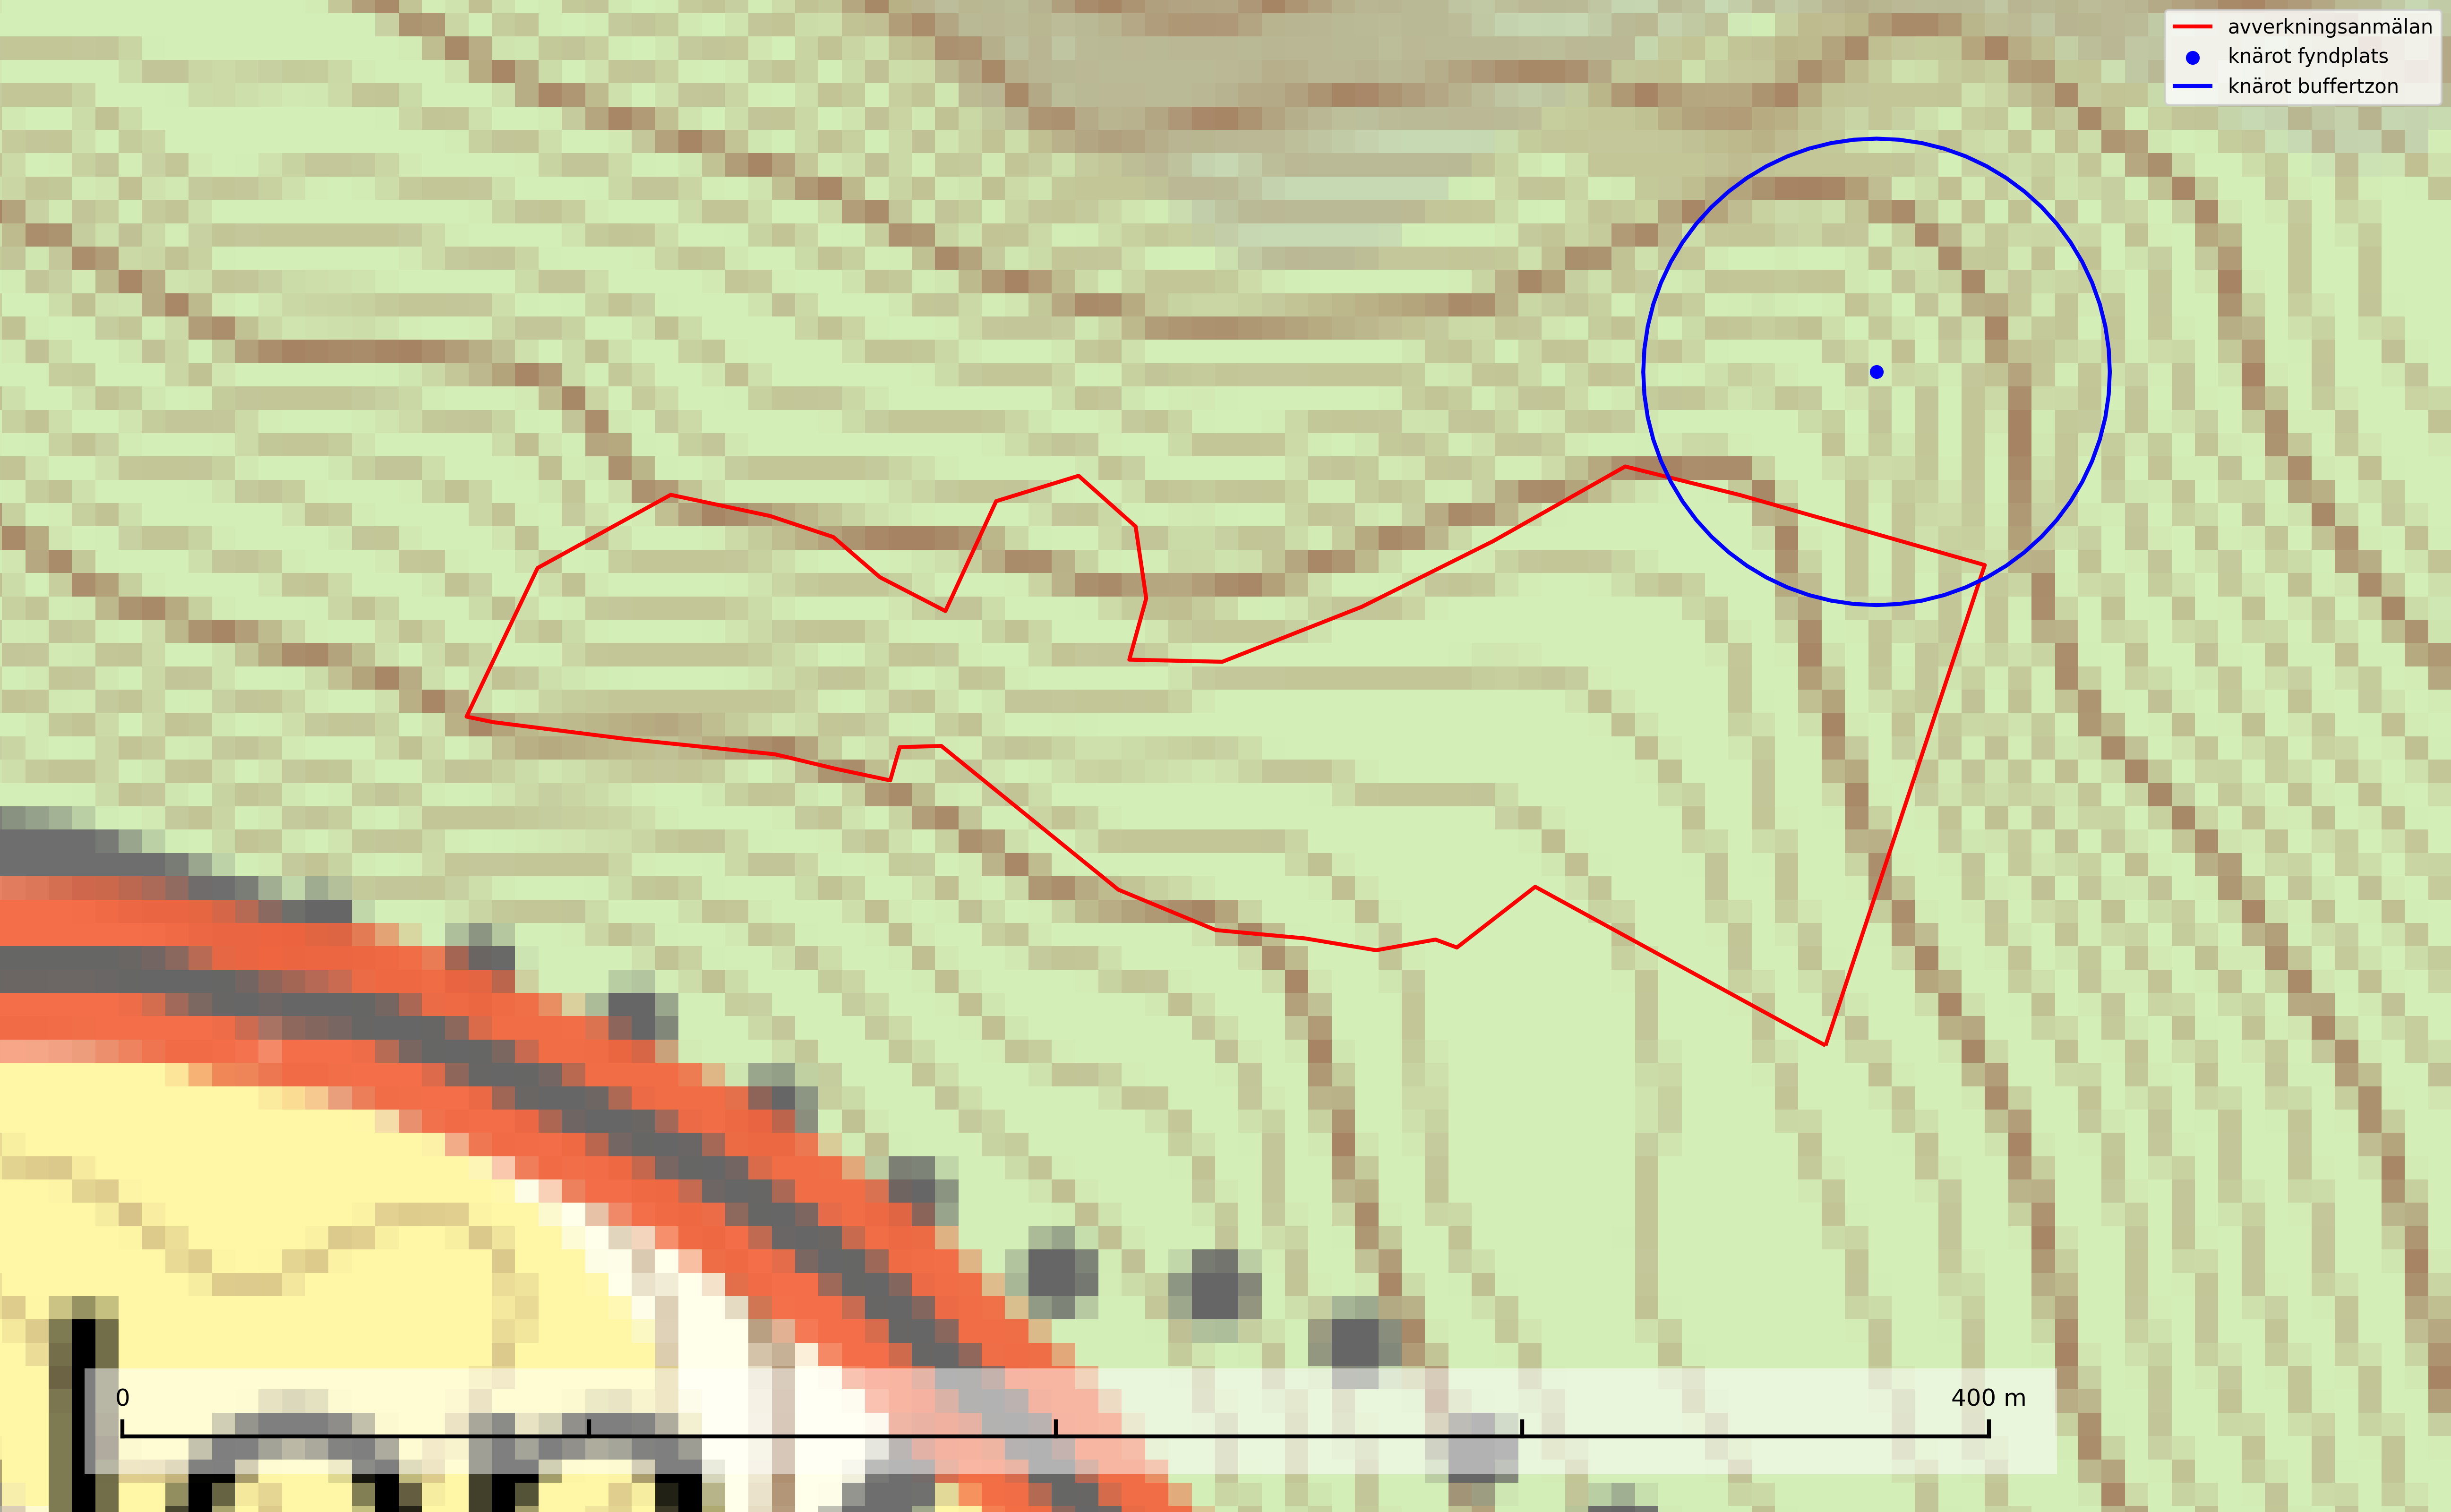 avverkningsanmälan
knärot fyndplats
knärot buffertzon
0 400 m